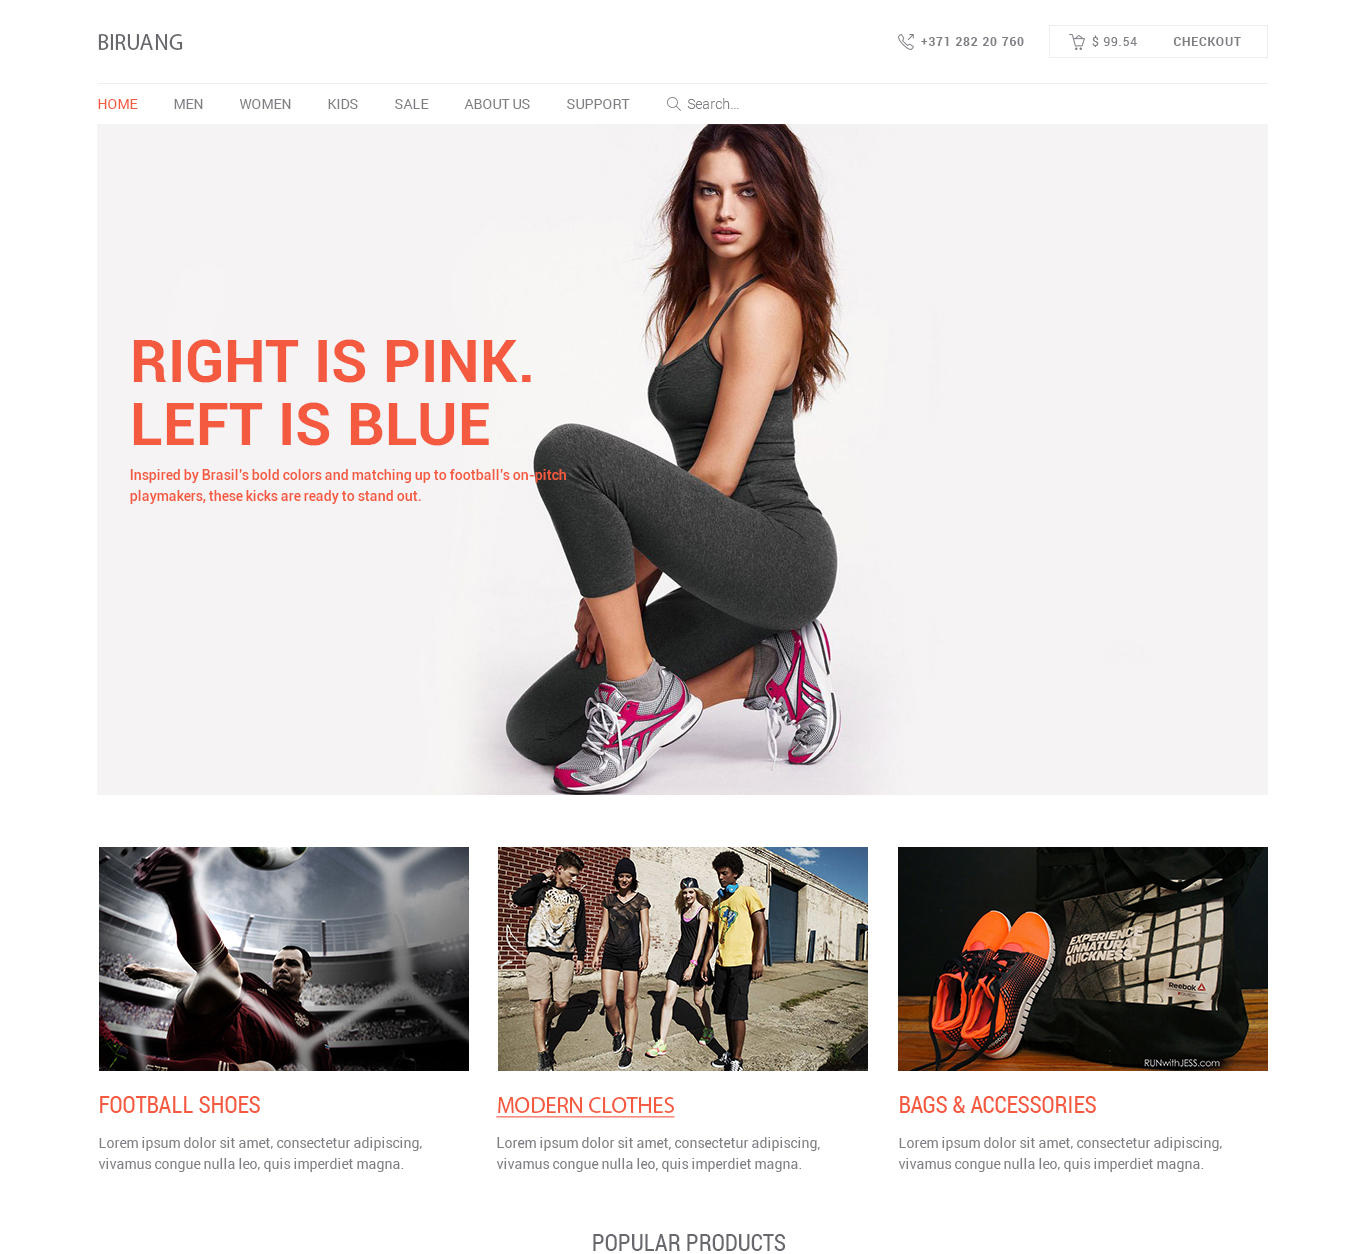 BIRUANG
+371 282 20 760
$ 99.54
CHECKOUT
HOME MEN WOMEN KIDS SALE ABOUT US SUPPORT Search...
RIGHT IS PINK.
LEFT IS BLUE
Inspired by Brasil's bold colors and matching up to football's on-pitch
playmakers, these kicks are ready to stand out.
EXPERIENCE
UNNATURAL
QUICKNESS.
Reebok
RUNwithJESS.com
FOOTBALL SHOES
Lorem ipsum dolor sit amet, consectetur adipiscing,
vivamus congue nulla leo, quis imperdiet magna.
MODERN CLOTHES
Lorem ipsum dolor sit amet, consectetur adipiscing,
vivamus congue nulla leo, quis imperdiet magna.
BAGS & ACCESSORIES
Lorem ipsum dolor sit amet, consectetur adipiscing,
vivamus congue nulla leo, quis imperdiet magna.
POPULAR PRODUCTS